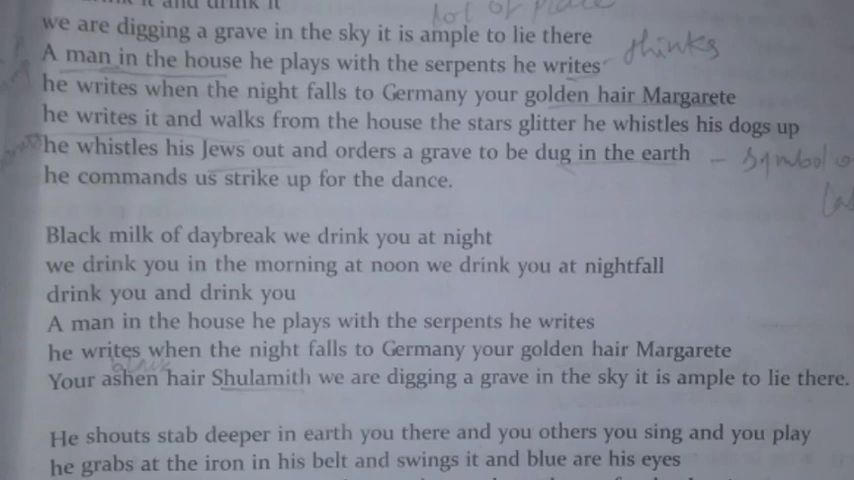 it and drink it
lot of place
we are digging a grave in the sky it is ample to lie there
thinks
A man in the house he plays with the serpents he writes
he writes when the night falls to Germany your golden hair Margarete
he writes it and walks from the house the stars glitter he whistles his dogs up
he whistles his Jews out and orders a grave to be dug in the earth
- Symbol
he commands us strike up for the dance.
Black milk of daybreak we drink you at night
we drink you in the morning at noon we drink you at nightfall
drink you and drink you
A man in the house he plays with the serpents he writes
he writes when the night falls to Germany your golden hair Margarete
black
Your ashen hair Shulamith we are digging a grave in the sky it is ample to lie there.
He shouts stab deeper in earth you there and you others you sing and you play
he grabs at the iron in his belt and swings it and blue are his eyes